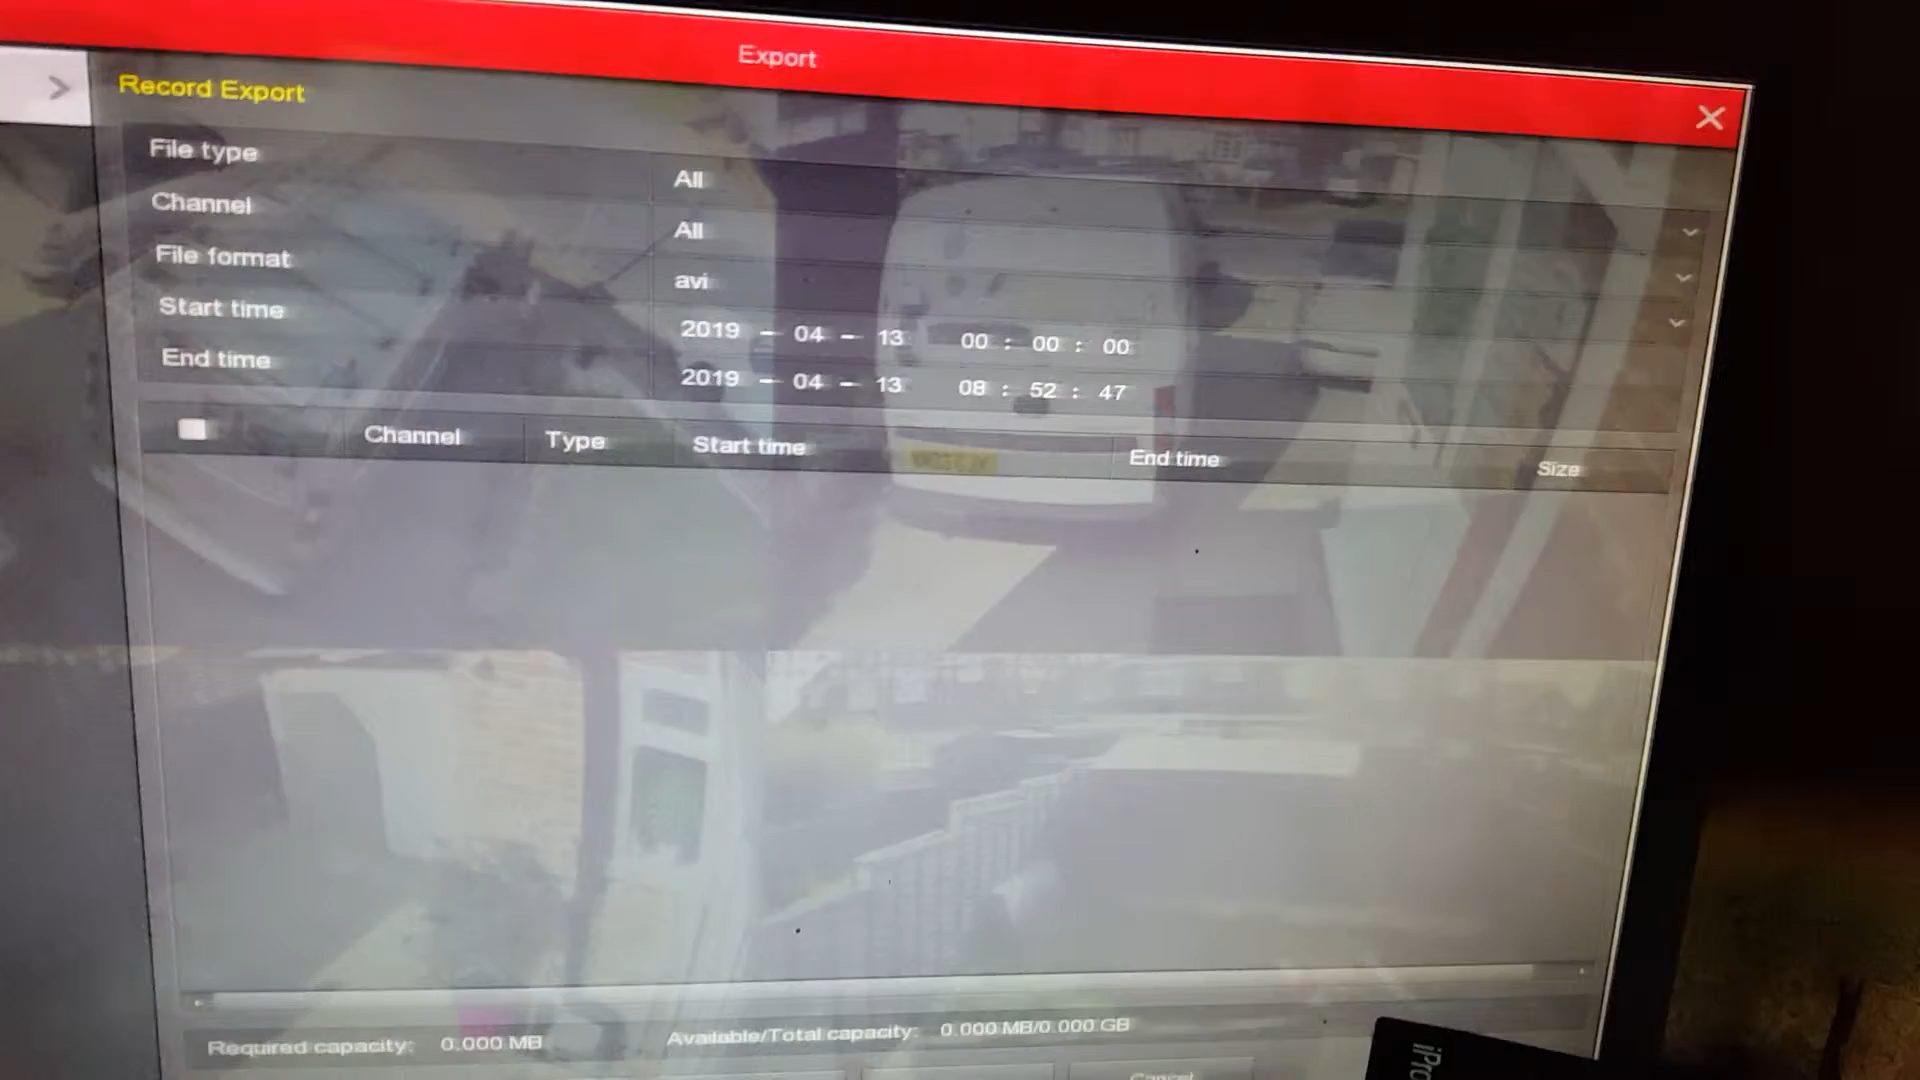 Export
Record Export
File type All
Channel All
File format avi
Start time 2019 - 04 - 13 00 : 00 : 00
End time 2019 - 04 - 13 08 : 52 : 47
Channel Type Start time End time Size
Required capacity: 0.000 MB Available/Total capacity: 0.000 MB/0.000 GB
Cancel